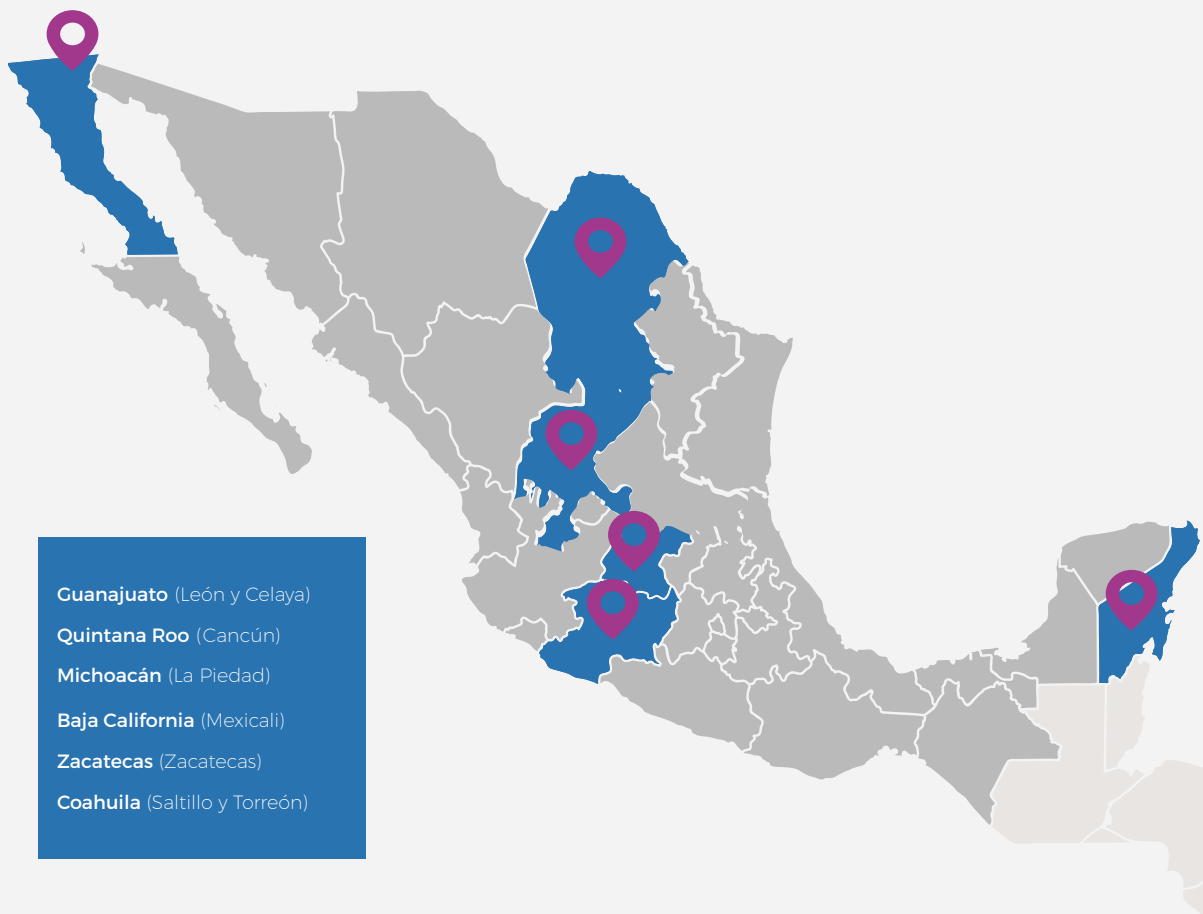 Guanajuato (León y Celaya)
Quintana Roo (Cancún)
Michoacán (La Piedad)
Baja California (Mexicali)
Zacatecas (Zacatecas)
Coahuila (Saltillo y Torreón)